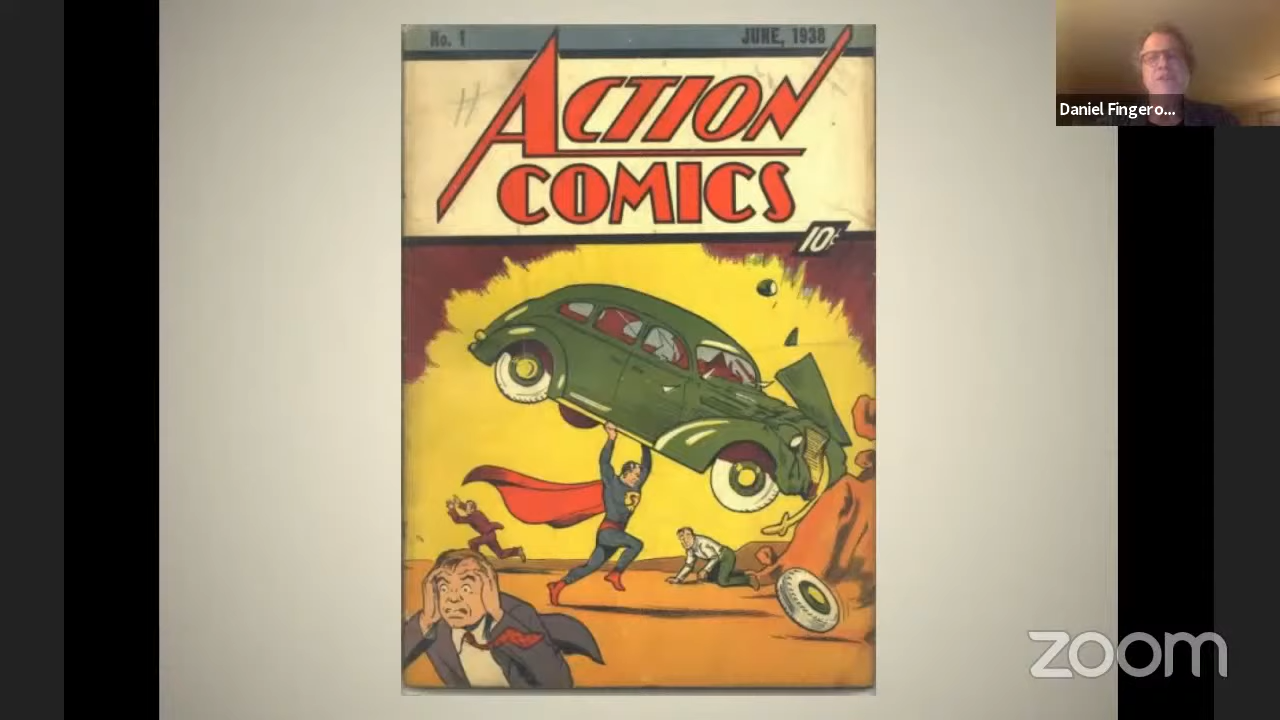 No. 1 JUNE, 1938
ACTION
COMICS
10¢
S
Daniel Fingero...
zoom